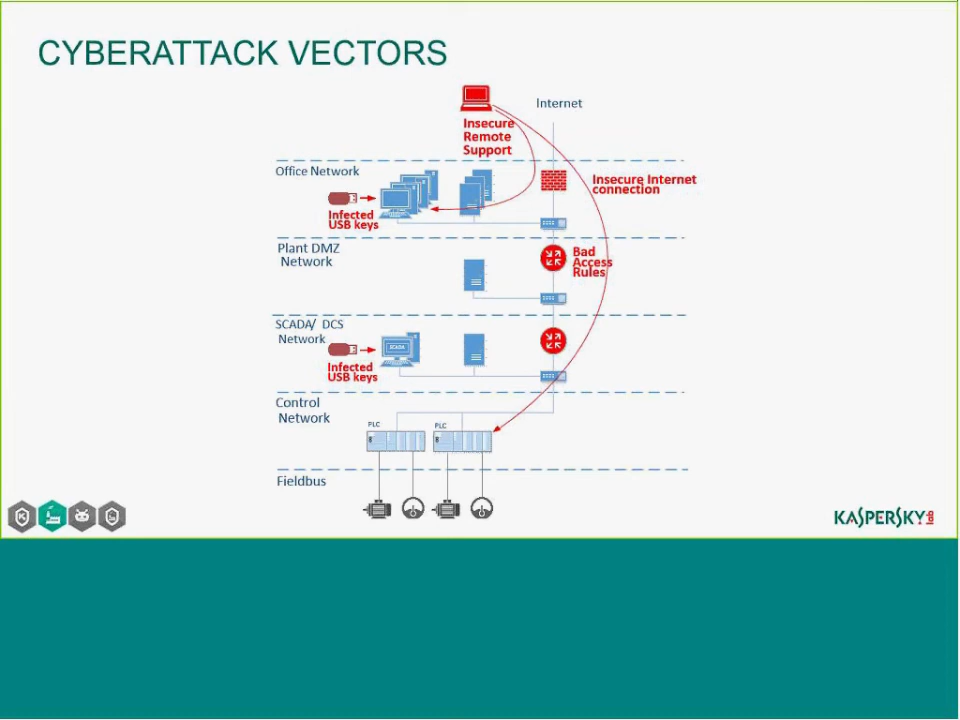 CYBERATTACK VECTORS
Internet
Insecure
Remote
Support
Office Network
Insecure Internet
connection
Infected
USB keys
Plant DMZ
Network
Bad
Access
Rules
SCADA/ DCS
Network
SCADA
Infected
USB keys
Control
Network
PLC
PLC
Fieldbus
KASPERSKY lab